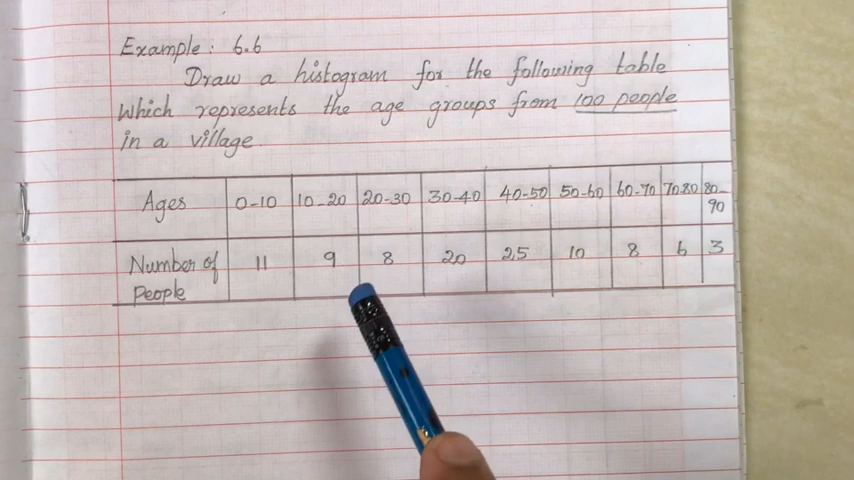 Example: 6.6
Draw a histogram for the following table
Which represents the age groups from 100 people
in a village.
Ages 0-10 10-20 20-30 30-40 40-50 50-60 60-70 70-80 80-90
Number of People 11 9 8 20 25 10 8 6 3